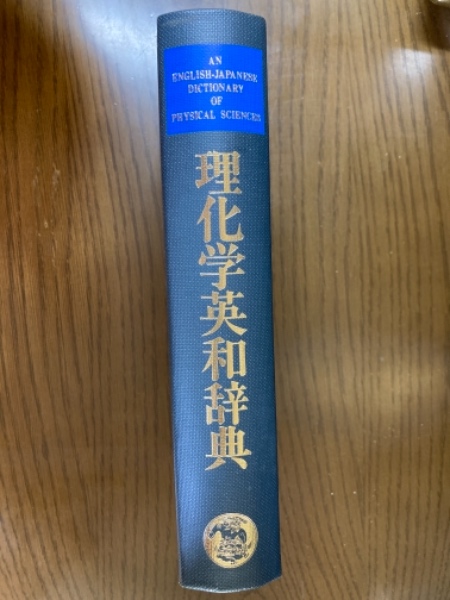 AN
ENGLISH-JAPANESE
DICTIONARY
OF
PHYSICAL SCIENCES
理化学英和辞典